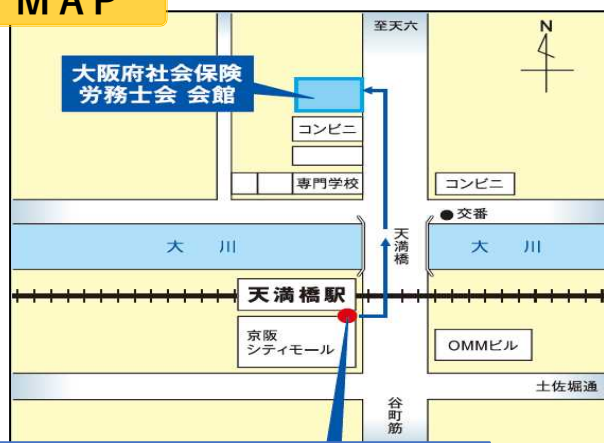 MAP
至天六
N
大阪府社会保険
労務士会 会館
コンビニ
専門学校
コンビニ
交番
天満橋
大 川
大 川
天満橋駅
京阪
シティモール
OMMビル
土佐堀通
谷町筋